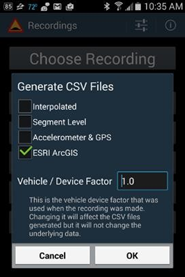 85 72° 10:35 AM
Recordings
Choose Recording
Generate CSV Files
Interpolated
Segment Level
Accelerometer & GPS
ESRI ArcGIS
Vehicle / Device Factor 1.0
This is the vehicle device factor that was
used when the recording was made.
Changing it will affect the CSV files
generated but it will not change the
underlying data.
Cancel OK